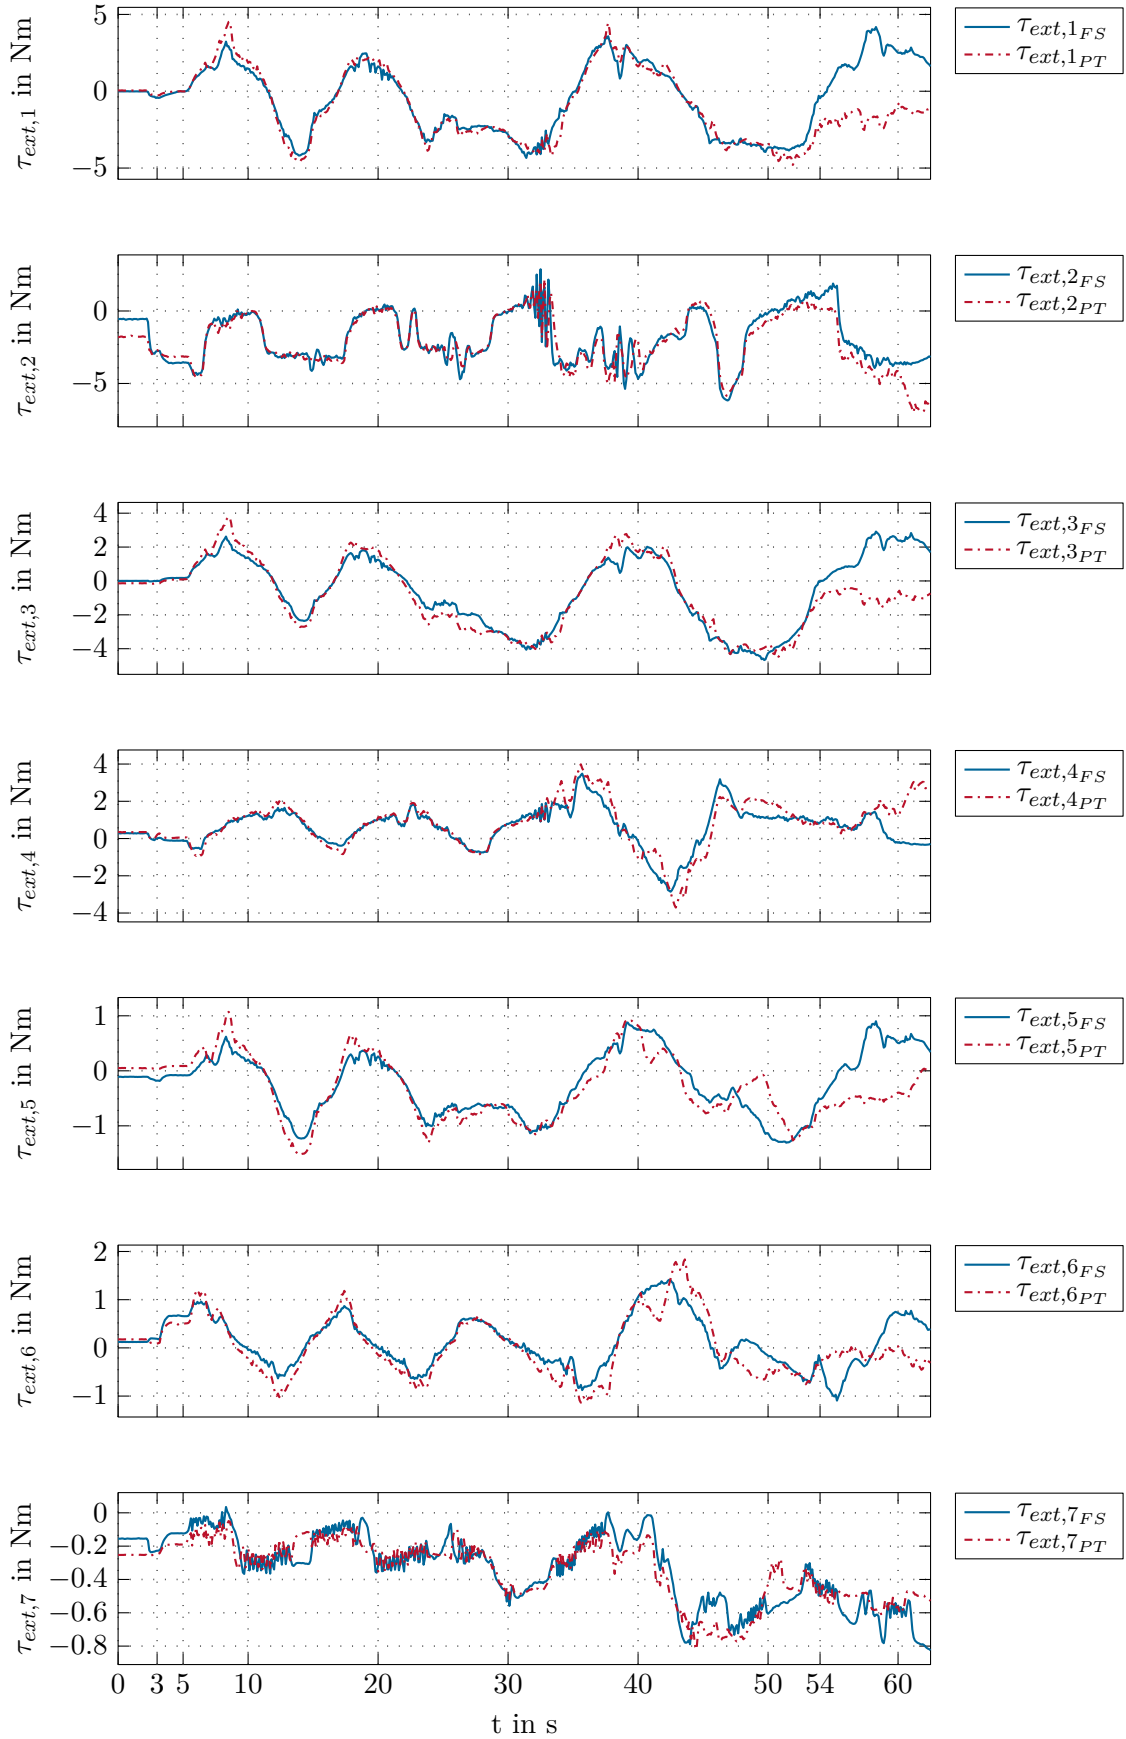 5
0
−5
τext,1 in Nm
τext,1FS
τext,1PT
0
−5
τext,2 in Nm
τext,2FS
τext,2PT
4
2
0
−2
−4
τext,3 in Nm
τext,3FS
τext,3PT
4
2
0
−2
−4
τext,4 in Nm
τext,4FS
τext,4PT
1
0
−1
τext,5 in Nm
τext,5FS
τext,5PT
2
1
0
−1
τext,6 in Nm
τext,6FS
τext,6PT
0
−0.2
−0.4
−0.6
−0.8
τext,7 in Nm
τext,7FS
τext,7PT
0 3 5 10 20 30 40 50 54 60
t in s